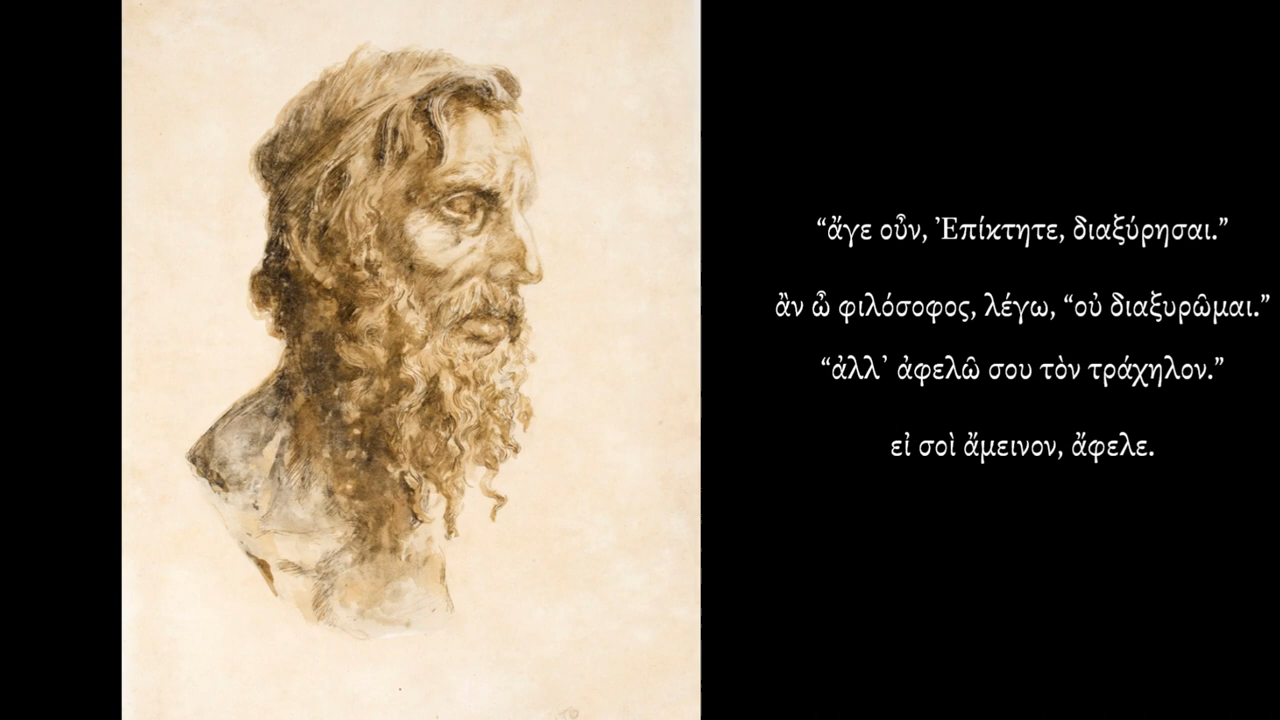 “ἄγε οὖν, Ἐπίκτητε, διαξύρησαι.”
ἂν ὦ φιλόσοφος, λέγω, “οὐ διαξυρῶμαι.”
“ἀλλ’ ἀφελῶ σου τὸν τράχηλον.”
εἰ σοὶ ἄμεινον, ἄφελε.